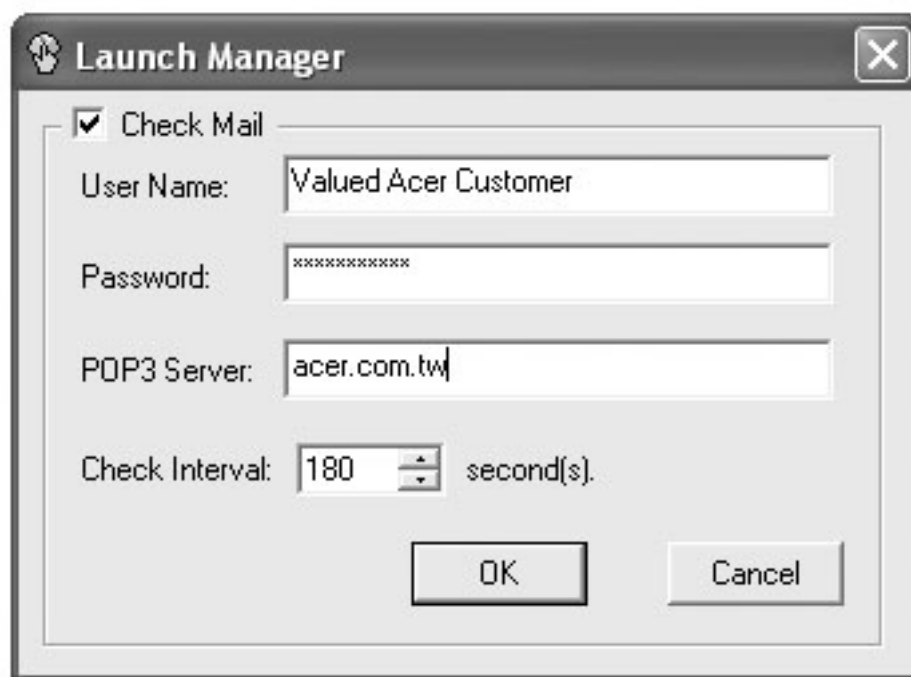 Launch Manager
Check Mail
User Name: Valued Acer Customer
Password: ***********
POP3 Server: acer.com.tw
Check Interval: 180 second(s).
OK Cancel